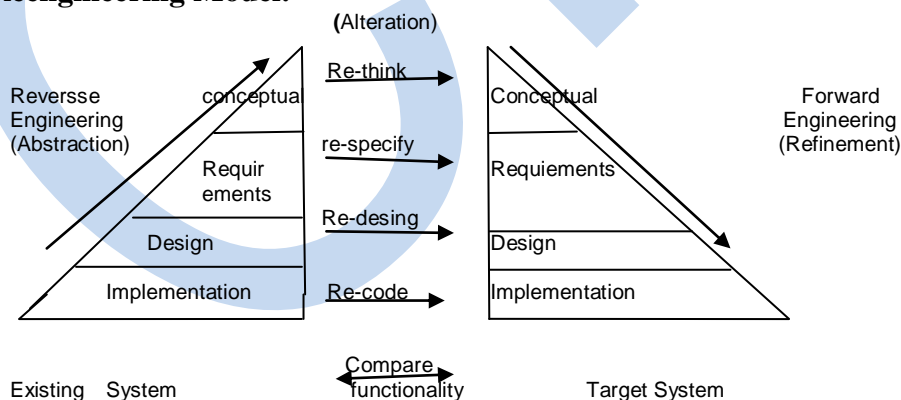 Reengineering Model:
(Alteration)
Re-think
Reversse
Engineering
(Abstraction)
conceptual
Conceptual
Forward
Engineering
(Refinement)
re-specify
Requir
ements
Requiements
Re-desing
Design
Design
Implementation
Re-code
Implementation
Compare
functionality
Existing System
Target System